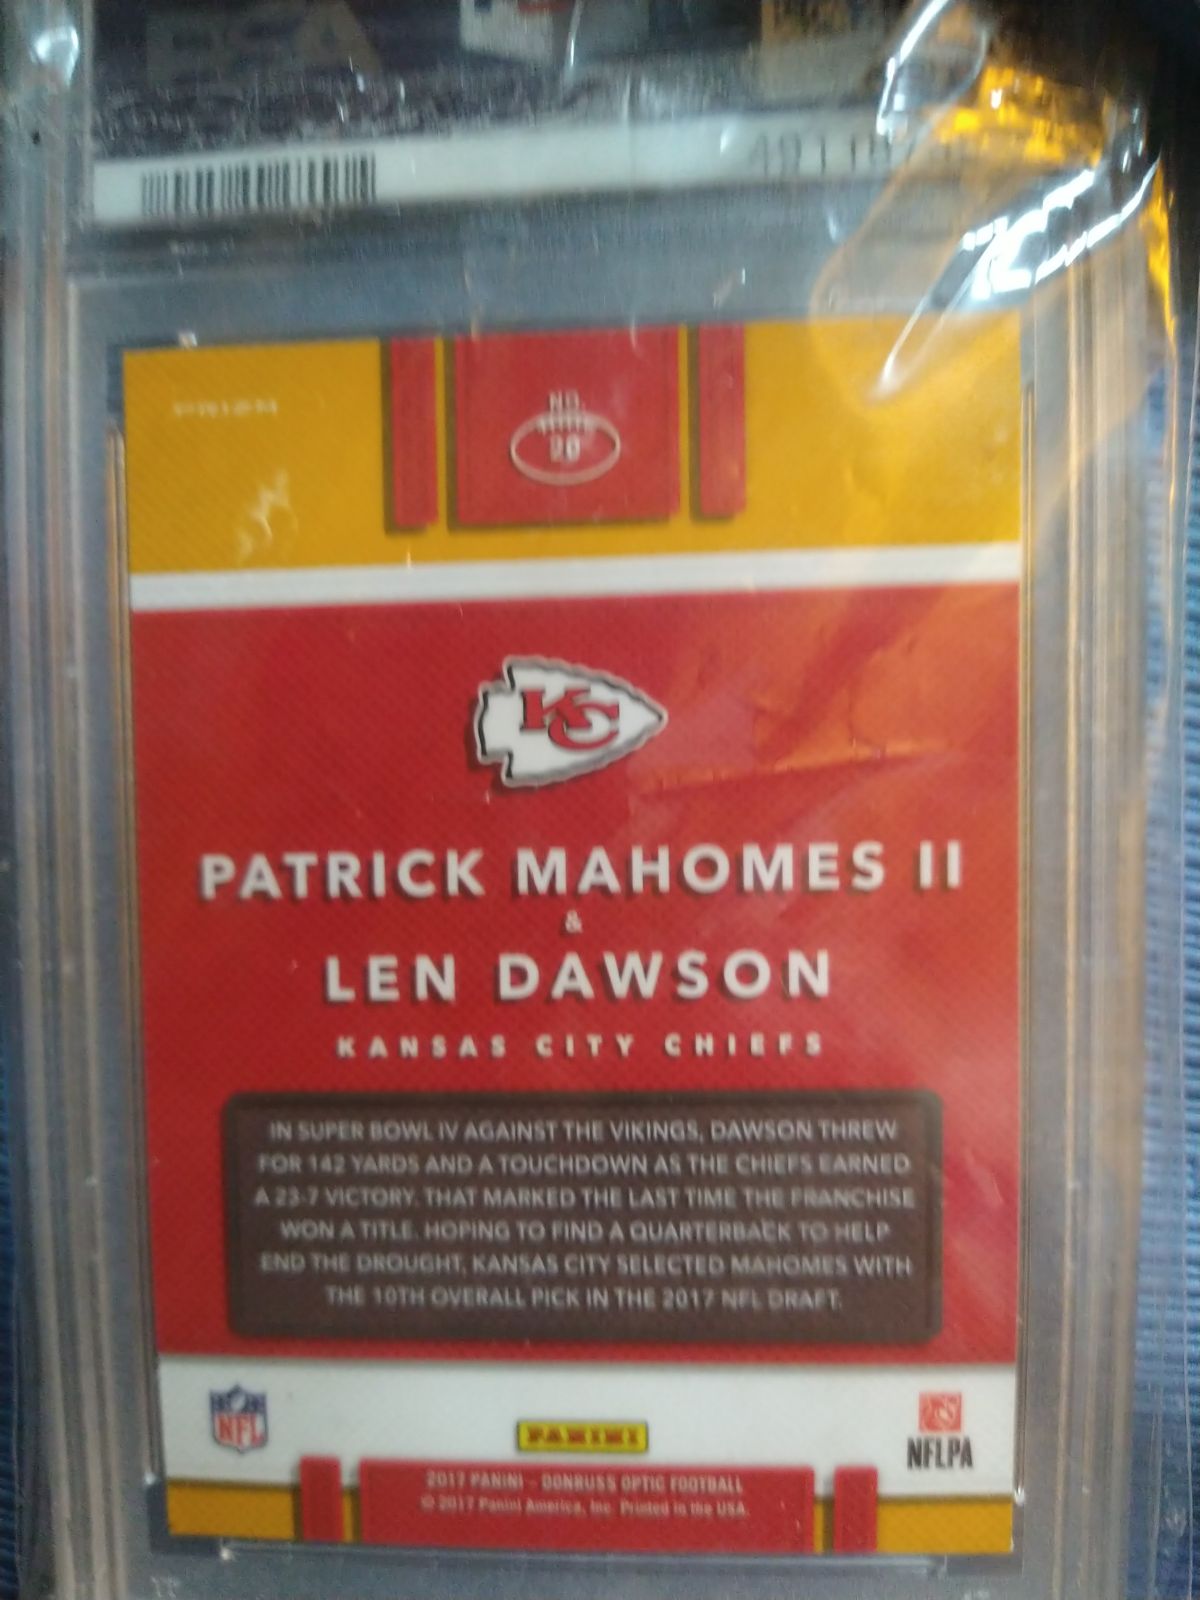 PRIZM
NO.
20
KC
PATRICK MAHOMES II
&
LEN DAWSON
KANSAS CITY CHIEFS
IN SUPER BOWL IV AGAINST THE VIKINGS, DAWSON THREW
FOR 142 YARDS AND A TOUCHDOWN AS THE CHIEFS EARNED
A 23-7 VICTORY. THAT MARKED THE LAST TIME THE FRANCHISE
WON A TITLE. HOPING TO FIND A QUARTERBACK TO HELP
END THE DROUGHT, KANSAS CITY SELECTED MAHOMES WITH
THE 10TH OVERALL PICK IN THE 2017 NFL DRAFT.
NFL
PANINI
NFLPA
2017 PANINI – DONRUSS OPTIC FOOTBALL
© 2017 Panini America, Inc. Printed in the USA.